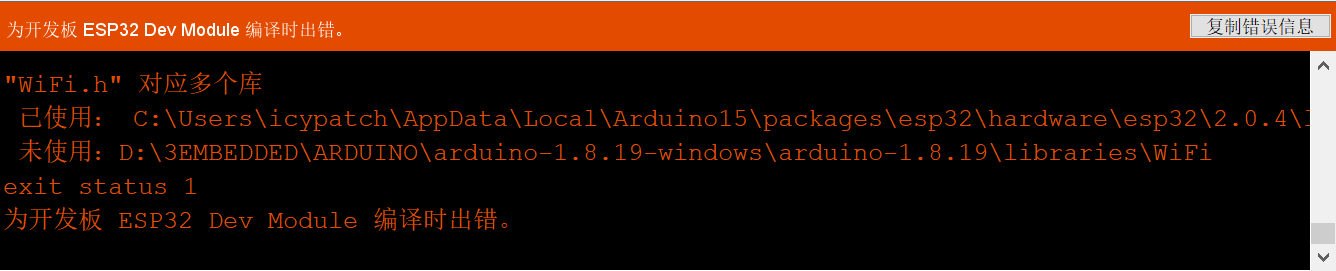 为开发板 ESP32 Dev Module 编译时出错。
复制错误信息
"WiFi.h" 对应多个库
已使用： C:\Users\icypatch\AppData\Local\Arduino15\packages\esp32\hardware\esp32\2.0.4\
未使用：D:\3EMBEDDED\ARDUINO\arduino-1.8.19-windows\arduino-1.8.19\libraries\WiFi
exit status 1
为开发板 ESP32 Dev Module 编译时出错。